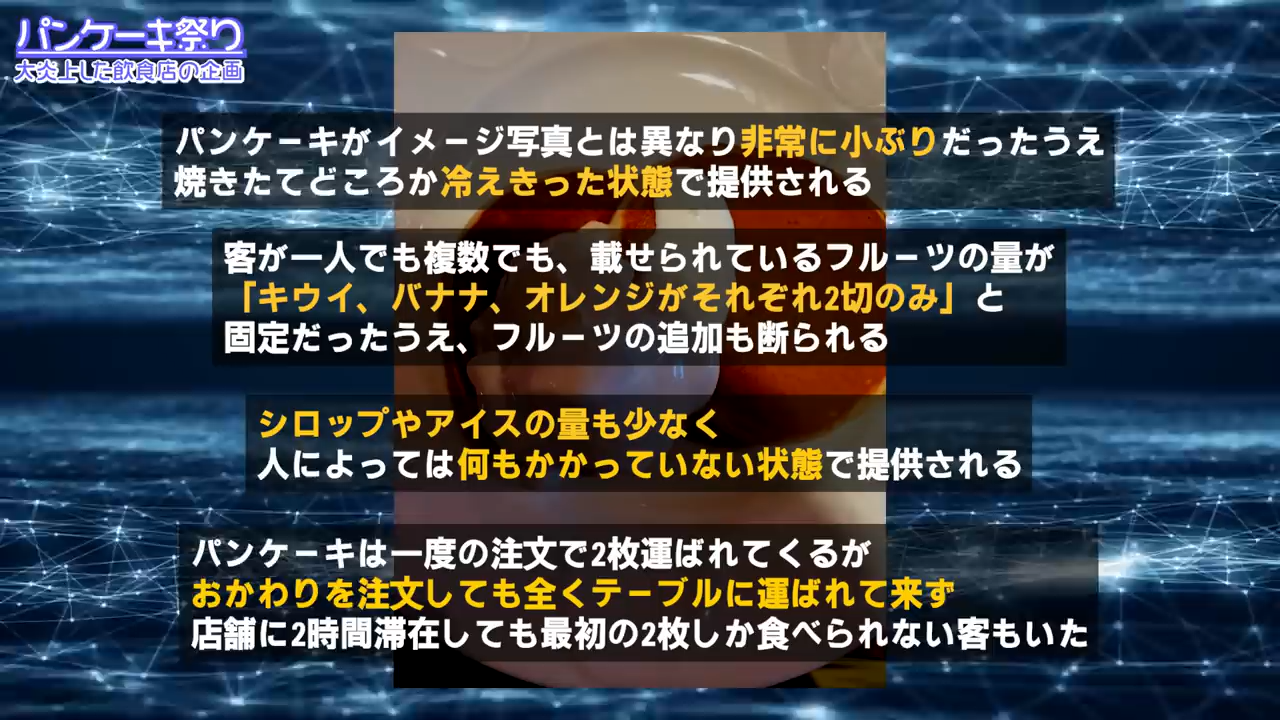 パンケーキ祭り
大炎上した飲食店の企画
パンケーキがイメージ写真とは異なり非常に小ぶりだったうえ
焼きたてどころか冷えきった状態で提供される
客が一人でも複数でも、載せられているフルーツの量が
「キウイ、バナナ、オレンジがそれぞれ2切のみ」と
固定だったうえ、フルーツの追加も断られる
シロップやアイスの量も少なく
人によっては何もかかっていない状態で提供される
パンケーキは一度の注文で2枚運ばれてくるが
おかわりを注文しても全くテーブルに運ばれて来ず
店舗に2時間滞在しても最初の2枚しか食べられない客もいた